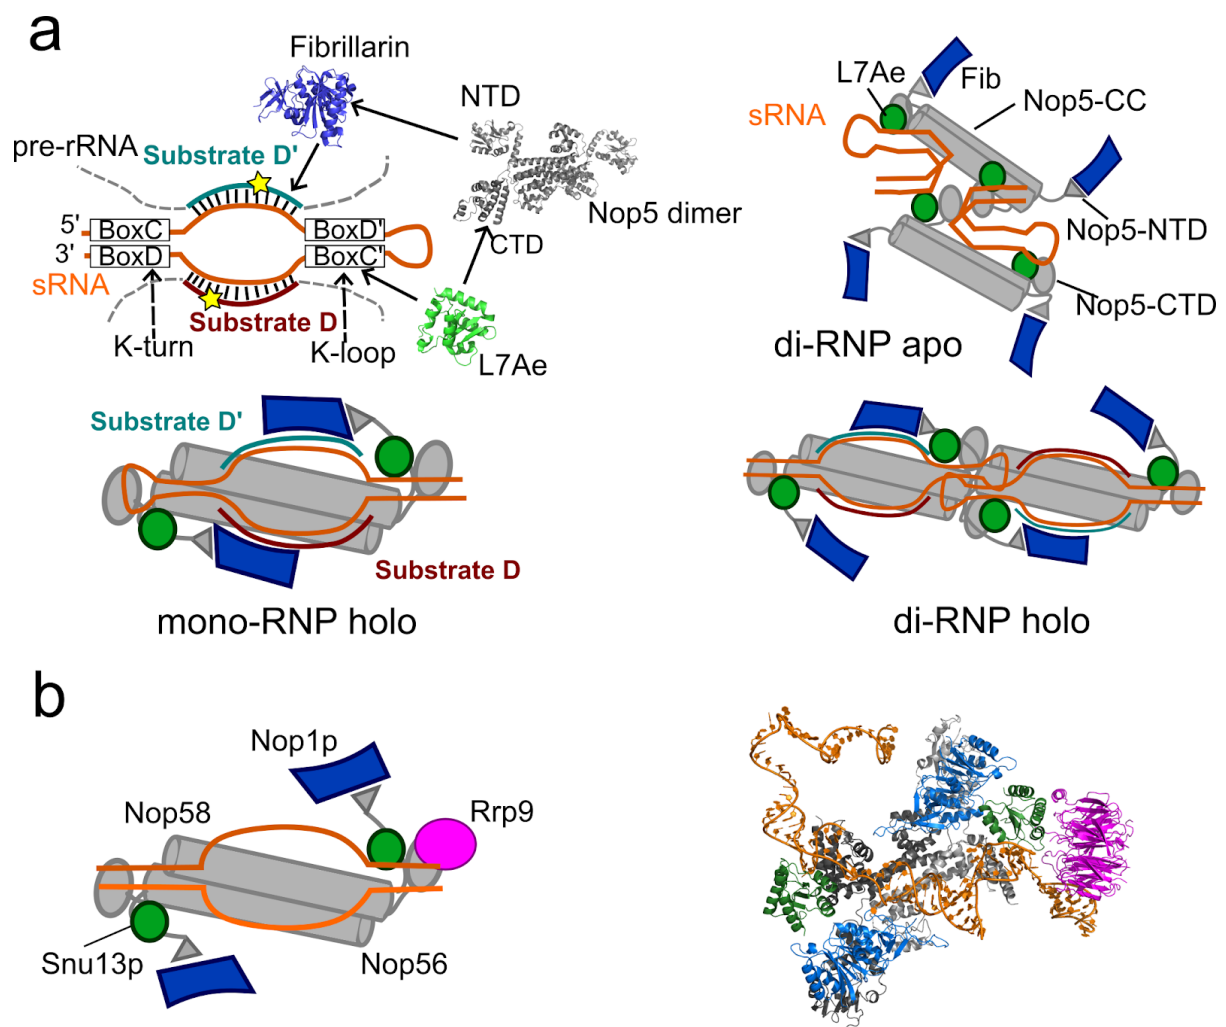 a
Fibrillarin
NTD
pre-rRNA
Substrate D'
5'
BoxC
BoxD'
3'
BoxD
BoxC'
sRNA
Substrate D
K-turn
K-loop
CTD
Nop5 dimer
L7Ae
L7Ae
Fib
Nop5-CC
sRNA
Nop5-NTD
Nop5-CTD
di-RNP apo
Substrate D'
Substrate D
mono-RNP holo
di-RNP holo
b
Nop1p
Nop58
Rrp9
Snu13p
Nop56